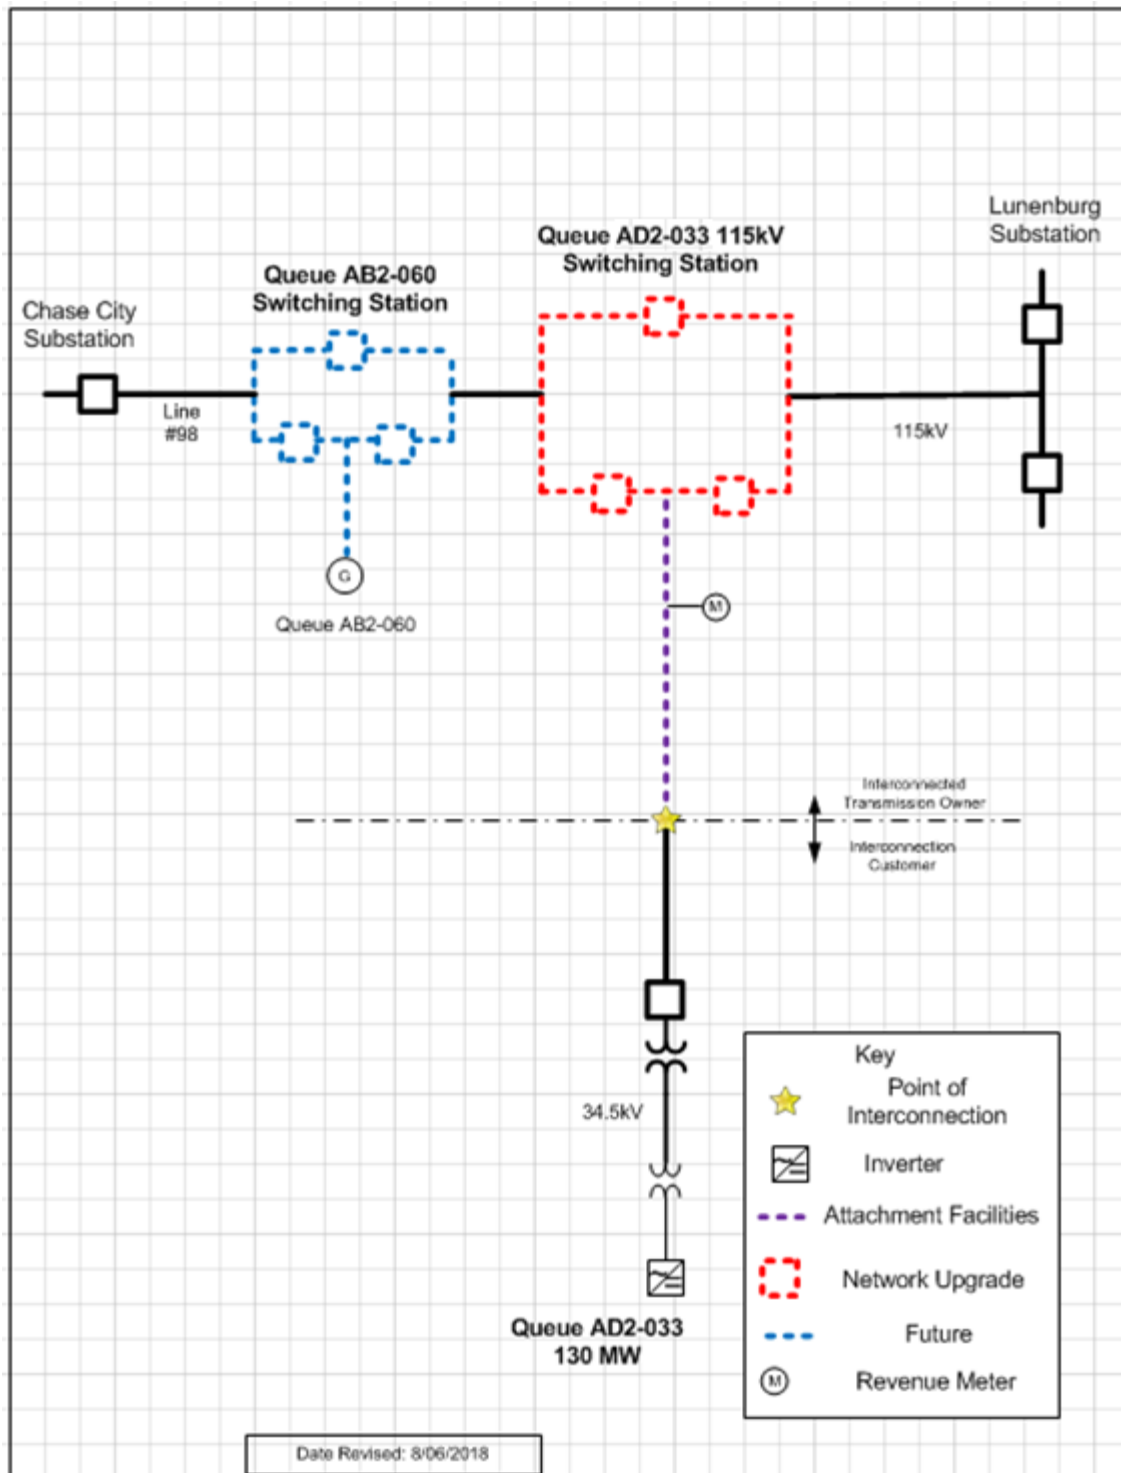 Lunenburg
Substation
Queue AD2-033 115kV
Switching Station
Queue AB2-060
Switching Station
Chase City
Substation
Line
#98
115kV
G
Queue AB2-060
M
Interconnected
Transmission Owner
Interconnection
Customer
34.5kV
Queue AD2-033
130 MW
Key
Point of
Interconnection
Inverter
Attachment Facilities
Network Upgrade
Future
M
Revenue Meter
Date Revised: 8/06/2018